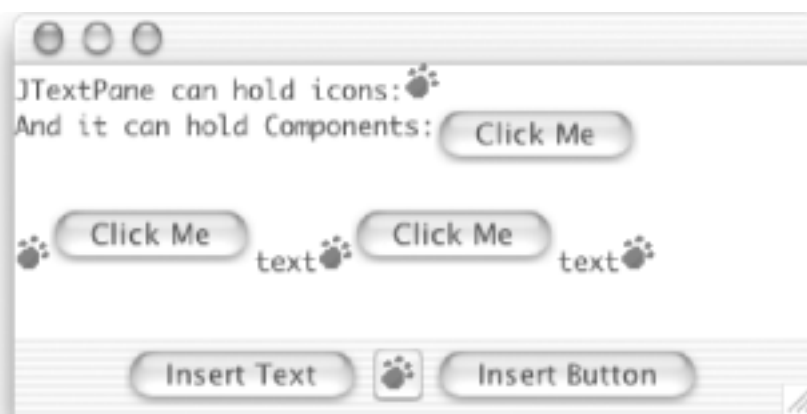 JTextPane can hold icons:
And it can hold Components: Click Me
Click Me text Click Me text
Insert Text Insert Button